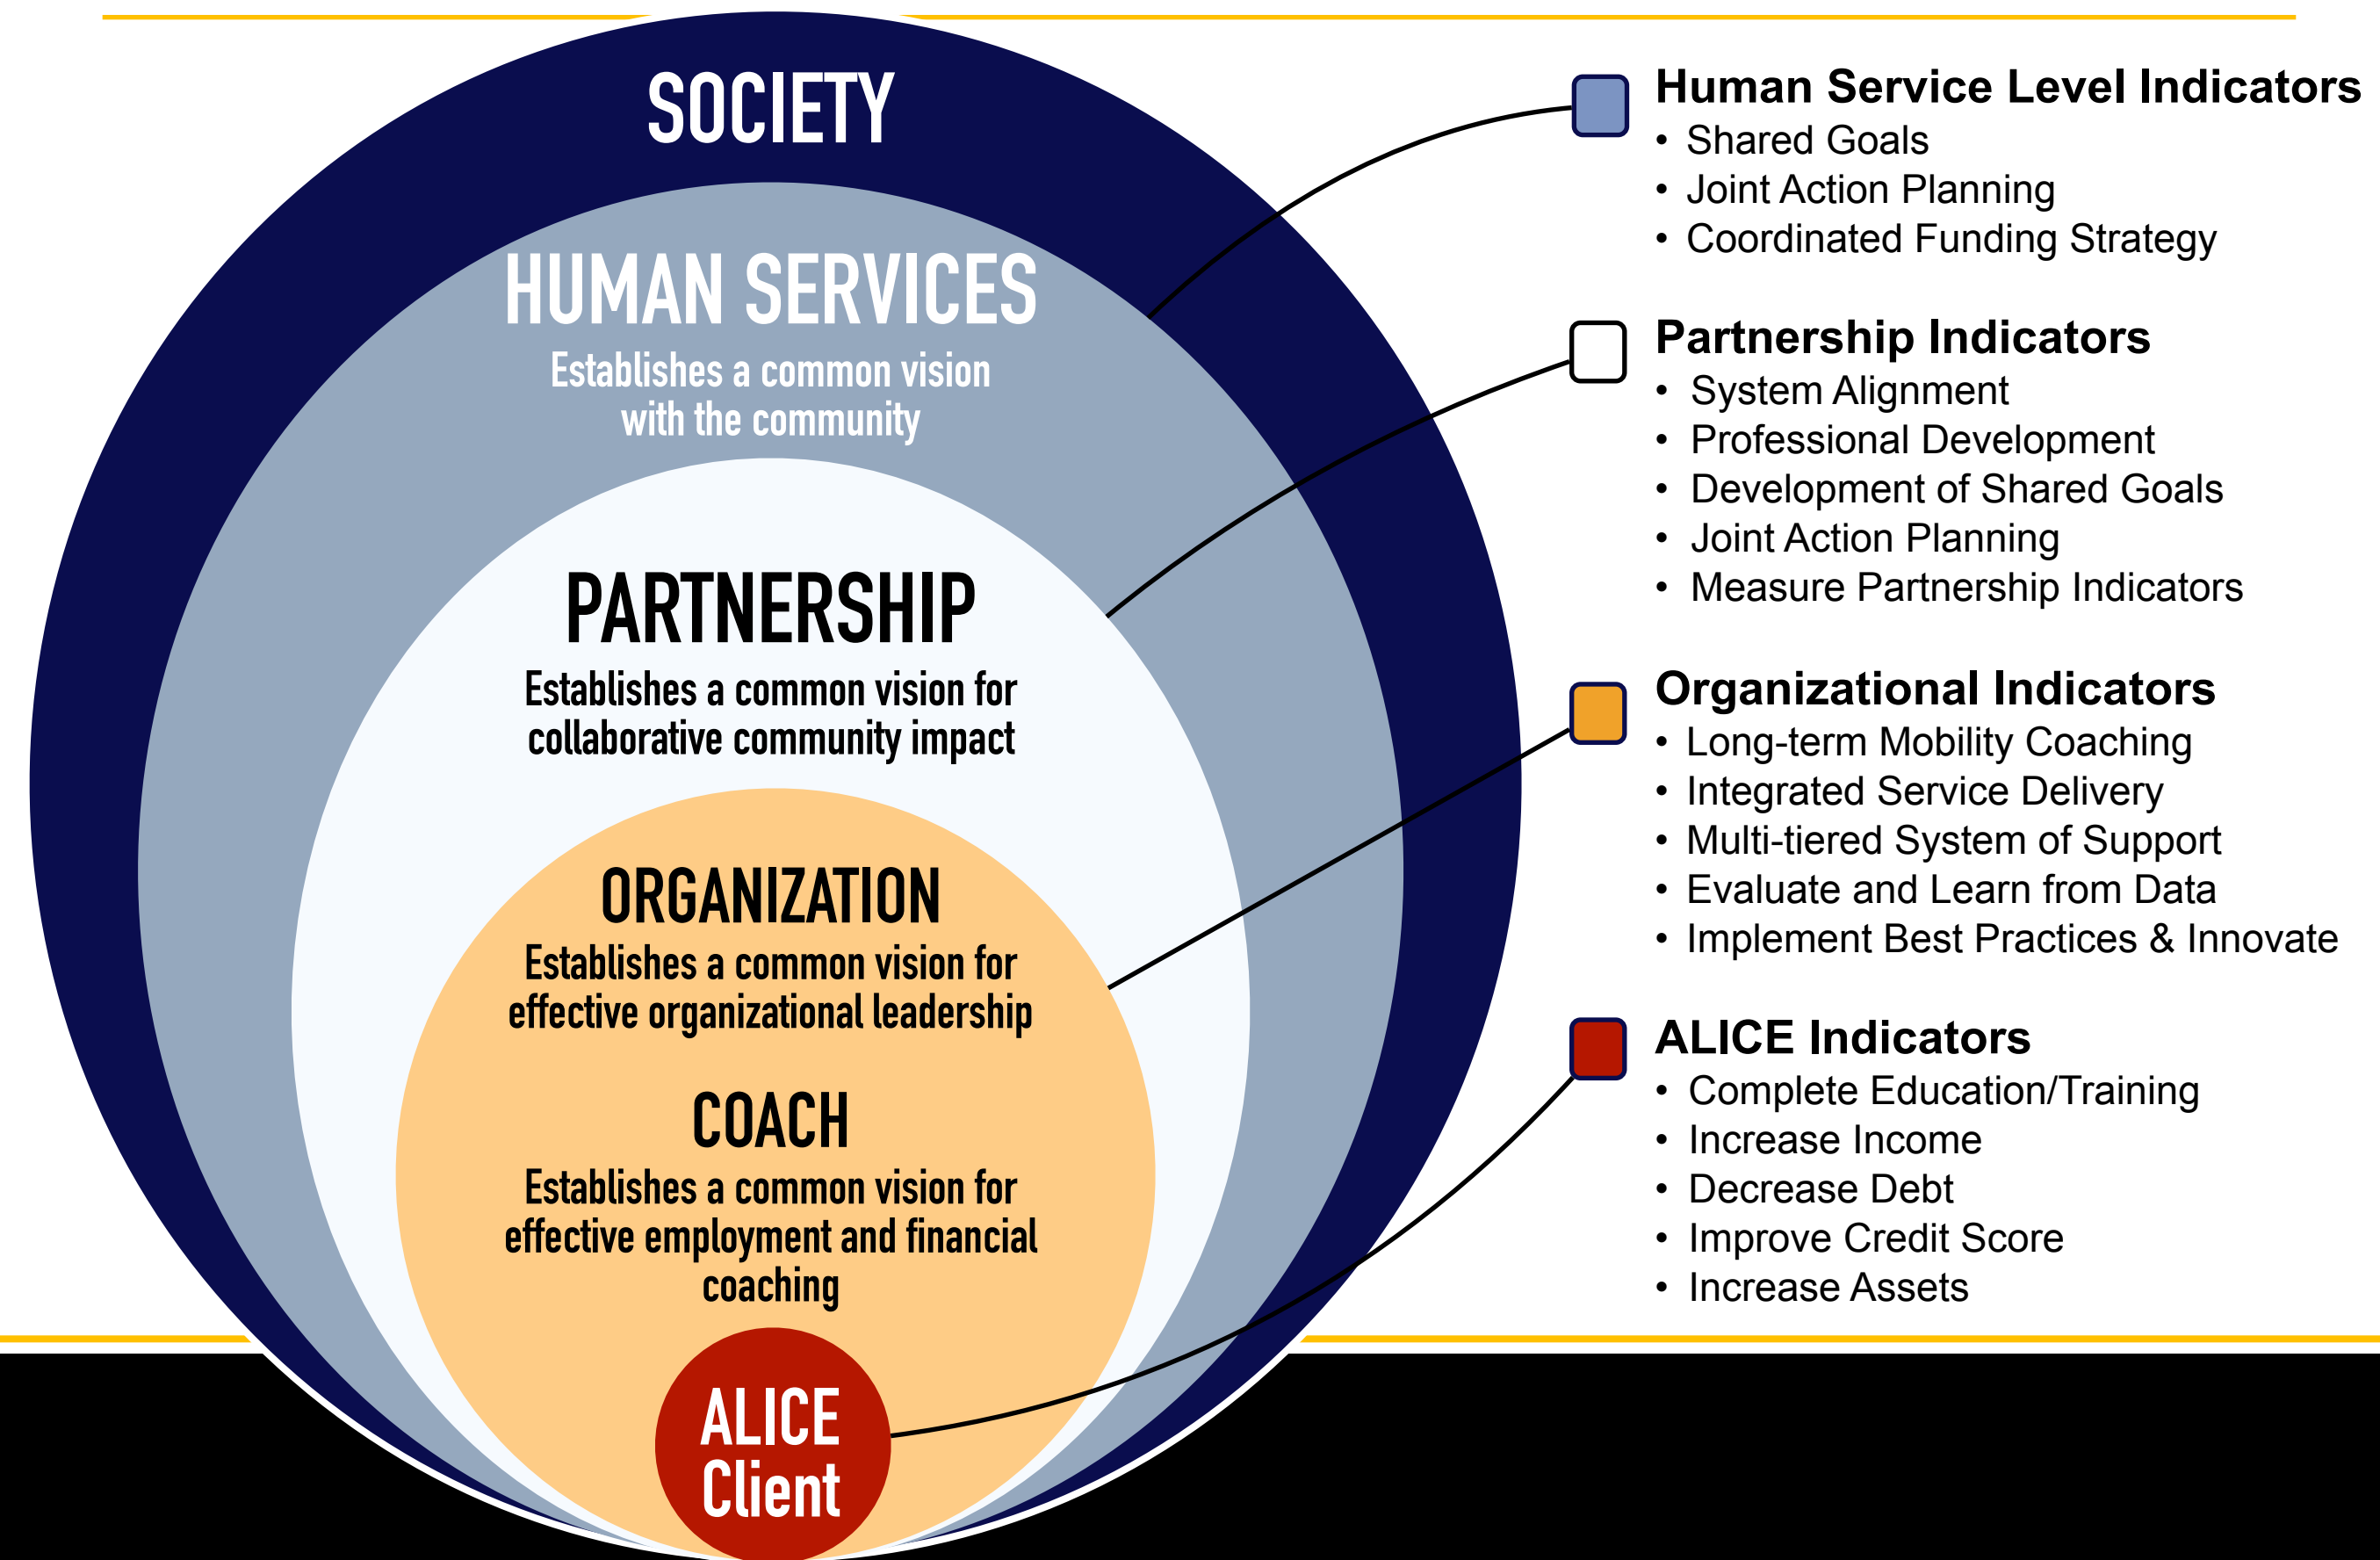 SOCIETY
HUMAN SERVICES
Establishes a common vision
with the community
PARTNERSHIP
Establishes a common vision for
collaborative community impact
ORGANIZATION
Establishes a common vision for
effective organizational leadership
COACH
Establishes a common vision for
effective employment and financial
coaching
ALICE
Client
Human Service Level Indicators
• Shared Goals
• Joint Action Planning
• Coordinated Funding Strategy
Partnership Indicators
• System Alignment
• Professional Development
• Development of Shared Goals
• Joint Action Planning
• Measure Partnership Indicators
Organizational Indicators
• Long-term Mobility Coaching
• Integrated Service Delivery
• Multi-tiered System of Support
• Evaluate and Learn from Data
• Implement Best Practices & Innovate
ALICE Indicators
• Complete Education/Training
• Increase Income
• Decrease Debt
• Improve Credit Score
• Increase Assets